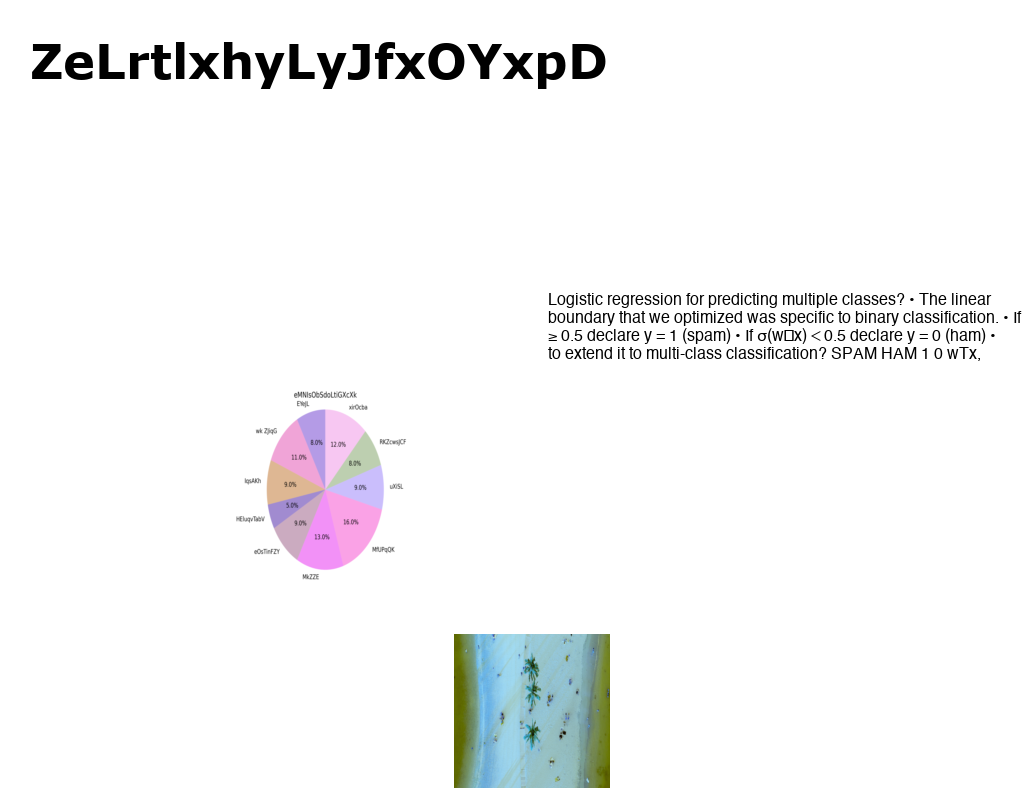 ZeLrtlxhyLyJfxOYxpD
Logistic regression for predicting multiple classes? • The linear
boundary that we optimized was specific to binary classification. • If
≥ 0.5 declare y = 1 (spam) • If σ(w□x) < 0.5 declare y = 0 (ham) •
to extend it to multi-class classification? SPAM HAM 1 0 wTx,
eMNIsObSdoLtiGXcXk
EYeJL
xirOcba
wk ZJiqG
RKZcwsJCF
8.0%
12.0%
11.0%
8.0%
IqsAKh
9.0%
9.0%
uXiSL
5.0%
HEluqvTabV
9.0%
16.0%
13.0%
eOsTinFZY
MfUPqQK
MkZZE